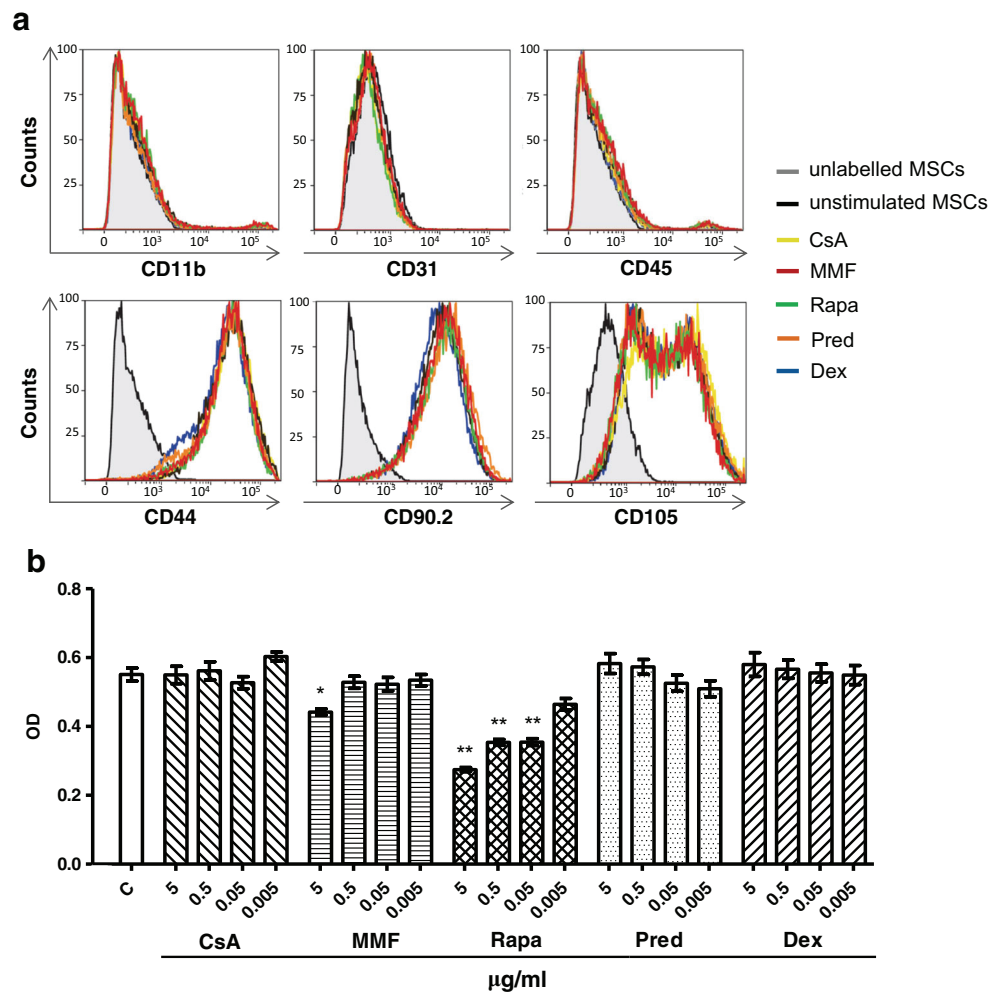 a
100 100 100
75 75 75
50 50 50
25 25 25
Counts
0 10³ 10⁴ 10⁵ 0 10³ 10⁴ 10⁵ 0 10³ 10⁴ 10⁵
CD11b CD31 CD45
unlabelled MSCs
unstimulated MSCs
CsA
MMF
Rapa
Pred
Dex
100 100 100
75 75 75
50 50 50
25 25 25
Counts
0 10³ 10⁴ 10⁵ 0 10³ 10⁴ 10⁵ 0 10³ 10⁴ 10⁵
CD44 CD90.2 CD105
b
0.8
0.6
0.4
0.2
0.0
OD
* ** ** **
C 5 0.5 0.05 0.005 5 0.5 0.05 0.005 5 0.5 0.05 0.005 5 0.5 0.05 0.005 5 0.5 0.05 0.005
CsA MMF Rapa Pred Dex
µg/ml